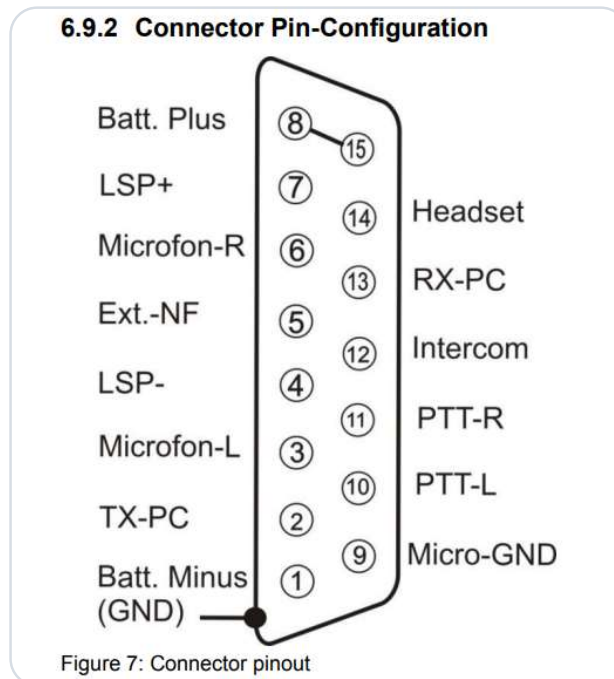 6.9.2 Connector Pin-Configuration
Batt. Plus
8
15
LSP+
7
14
Headset
Microfon-R
6
13
RX-PC
Ext.-NF
5
12
Intercom
LSP-
4
11
PTT-R
Microfon-L
3
10
PTT-L
TX-PC
2
9
Micro-GND
Batt. Minus
(GND)
1
Figure 7: Connector pinout